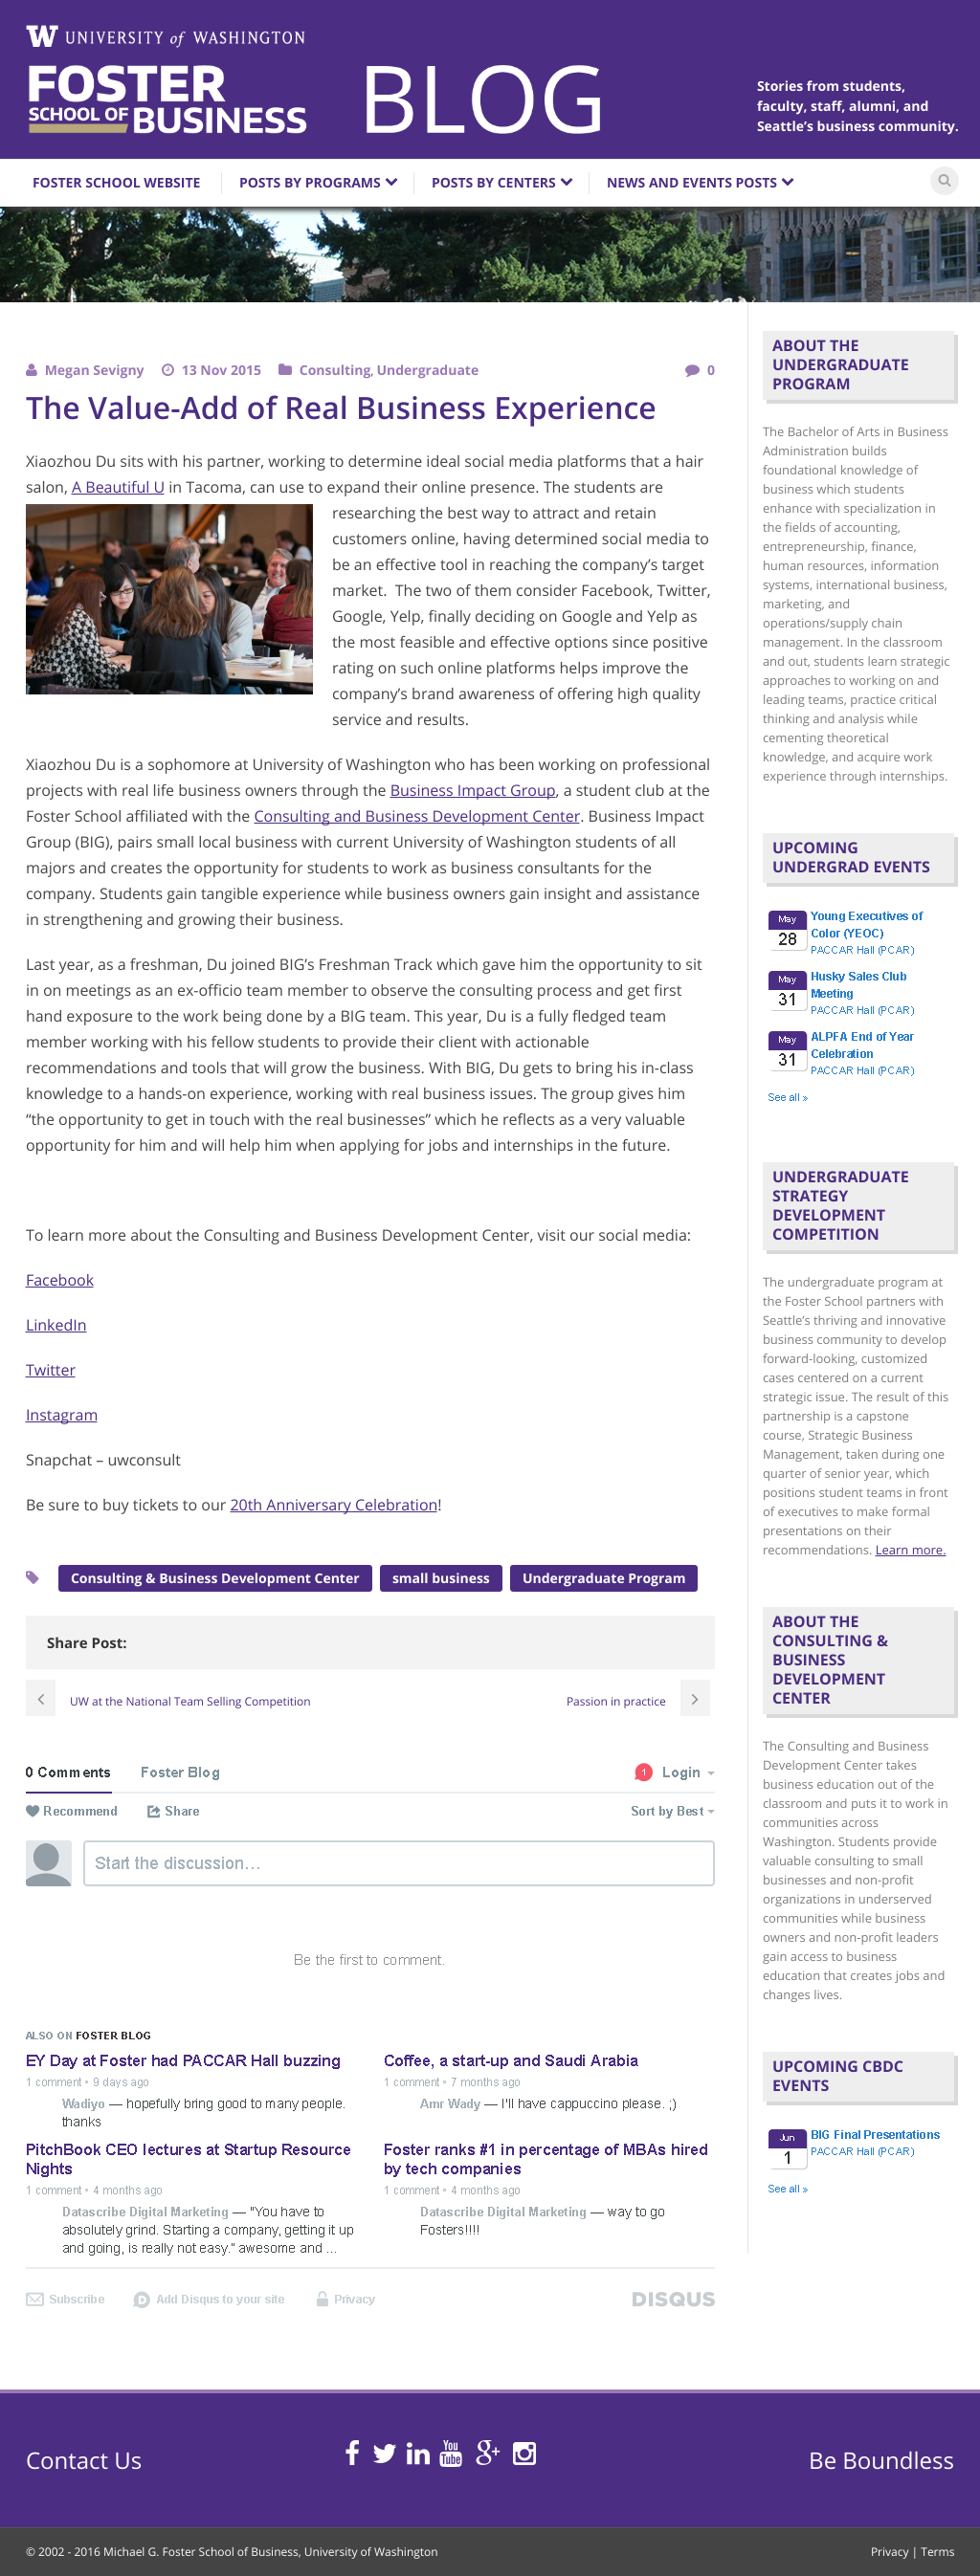 W UNIVERSITY of WASHINGTON
FOSTER
SCHOOL OF BUSINESS
BLOG
Stories from students,
faculty, staff, alumni, and
Seattle’s business community.
FOSTER SCHOOL WEBSITE
POSTS BY PROGRAMS
POSTS BY CENTERS
NEWS AND EVENTS POSTS
Megan Sevigny 13 Nov 2015 Consulting, Undergraduate 0
The Value-Add of Real Business Experience
Xiaozhou Du sits with his partner, working to determine ideal social media platforms that a hair
salon, A Beautiful U in Tacoma, can use to expand their online presence. The students are
researching the best way to attract and retain
customers online, having determined social media to
be an effective tool in reaching the company’s target
market.  The two of them consider Facebook, Twitter,
Google, Yelp, finally deciding on Google and Yelp as
the most feasible and effective options since positive
rating on such online platforms helps improve the
company’s brand awareness of offering high quality
service and results.
Xiaozhou Du is a sophomore at University of Washington who has been working on professional
projects with real life business owners through the Business Impact Group, a student club at the
Foster School affiliated with the Consulting and Business Development Center. Business Impact
Group (BIG), pairs small local business with current University of Washington students of all
majors and creates the opportunity for students to work as business consultants for the
company. Students gain tangible experience while business owners gain insight and assistance
in strengthening and growing their business.
Last year, as a freshman, Du joined BIG’s Freshman Track which gave him the opportunity to sit
in on meetings as an ex-officio team member to observe the consulting process and get first
hand exposure to the work being done by a BIG team. This year, Du is a fully fledged team
member working with his fellow students to provide their client with actionable
recommendations and tools that will grow the business. With BIG, Du gets to bring his in-class
knowledge to a hands-on experience, working with real business issues. The group gives him
“the opportunity to get in touch with the real businesses” which he reflects as a very valuable
opportunity for him and will help him when applying for jobs and internships in the future.
To learn more about the Consulting and Business Development Center, visit our social media:
Facebook
LinkedIn
Twitter
Instagram
Snapchat – uwconsult
Be sure to buy tickets to our 20th Anniversary Celebration!
Consulting & Business Development Center
small business
Undergraduate Program
Share Post:
UW at the National Team Selling Competition
Passion in practice
0 Comments
Foster Blog
1 Login
Recommend
Share
Sort by Best
Start the discussion…
Be the first to comment.
ALSO ON FOSTER BLOG
EY Day at Foster had PACCAR Hall buzzing
1 comment • 9 days ago
Wadiyo — hopefully bring good to many people.
thanks
Coffee, a start-up and Saudi Arabia
1 comment • 7 months ago
Amr Wady — I'll have cappuccino please. ;)
PitchBook CEO lectures at Startup Resource
Nights
1 comment • 4 months ago
Datascribe Digital Marketing — "You have to
absolutely grind. Starting a company, getting it up
and going, is really not easy." awesome and …
Foster ranks #1 in percentage of MBAs hired
by tech companies
1 comment • 4 months ago
Datascribe Digital Marketing — way to go
Fosters!!!!
Subscribe
Add Disqus to your site
Privacy
DISQUS
ABOUT THE
UNDERGRADUATE
PROGRAM
The Bachelor of Arts in Business
Administration builds
foundational knowledge of
business which students
enhance with specialization in
the fields of accounting,
entrepreneurship, finance,
human resources, information
systems, international business,
marketing, and
operations/supply chain
management. In the classroom
and out, students learn strategic
approaches to working on and
leading teams, practice critical
thinking and analysis while
cementing theoretical
knowledge, and acquire work
experience through internships.
UPCOMING
UNDERGRAD EVENTS
May
28
Young Executives of
Color (YEOC)
PACCAR Hall (PCAR)
May
31
Husky Sales Club
Meeting
PACCAR Hall (PCAR)
May
31
ALPFA End of Year
Celebration
PACCAR Hall (PCAR)
See all »
UNDERGRADUATE
STRATEGY
DEVELOPMENT
COMPETITION
The undergraduate program at
the Foster School partners with
Seattle’s thriving and innovative
business community to develop
forward-looking, customized
cases centered on a current
strategic issue. The result of this
partnership is a capstone
course, Strategic Business
Management, taken during one
quarter of senior year, which
positions student teams in front
of executives to make formal
presentations on their
recommendations. Learn more.
ABOUT THE
CONSULTING &
BUSINESS
DEVELOPMENT
CENTER
The Consulting and Business
Development Center takes
business education out of the
classroom and puts it to work in
communities across
Washington. Students provide
valuable consulting to small
businesses and non-profit
organizations in underserved
communities while business
owners and non-profit leaders
gain access to business
education that creates jobs and
changes lives.
UPCOMING CBDC
EVENTS
Jun
1
BIG Final Presentations
PACCAR Hall (PCAR)
See all »
Contact Us
You Tube
Be Boundless
© 2002 - 2016 Michael G. Foster School of Business, University of Washington
Privacy | Terms